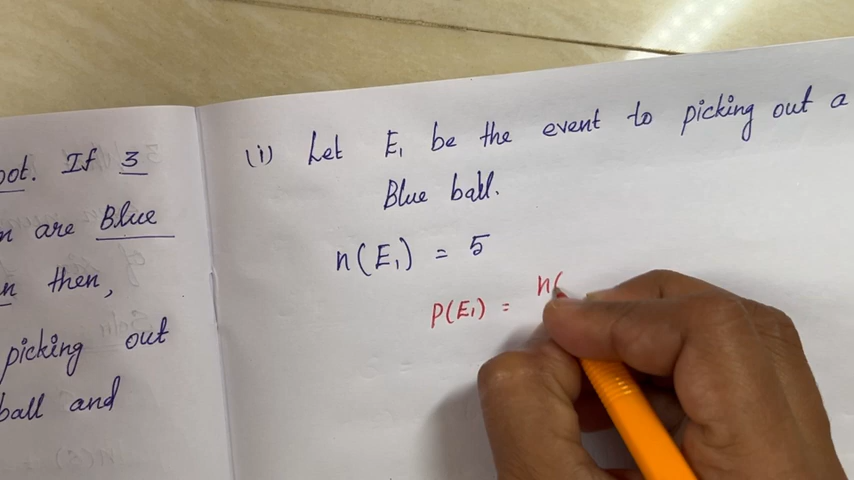 oot. If 3
n are Blue
n then,
picking out
ball and
(i) Let E₁ be the event to picking out a
Blue ball.
n(E₁) = 5
P(E₁) = n(